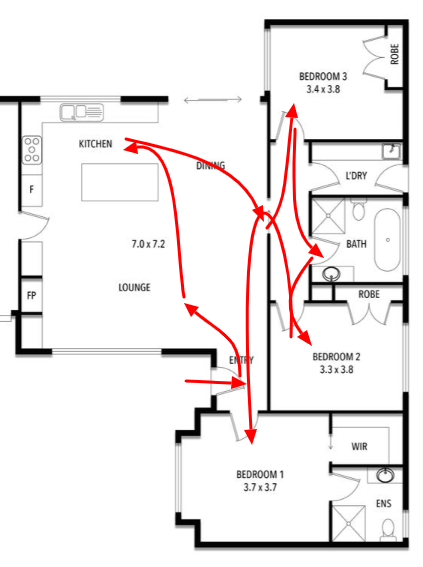 BEDROOM 3
3.4 x 3.8
ROBE
KITCHEN
DINING
L'DRY
F
7.0 x 7.2
BATH
LOUNGE
FP
ROBE
ENTRY
BEDROOM 2
3.3 x 3.8
WIR
BEDROOM 1
3.7 x 3.7
ENS